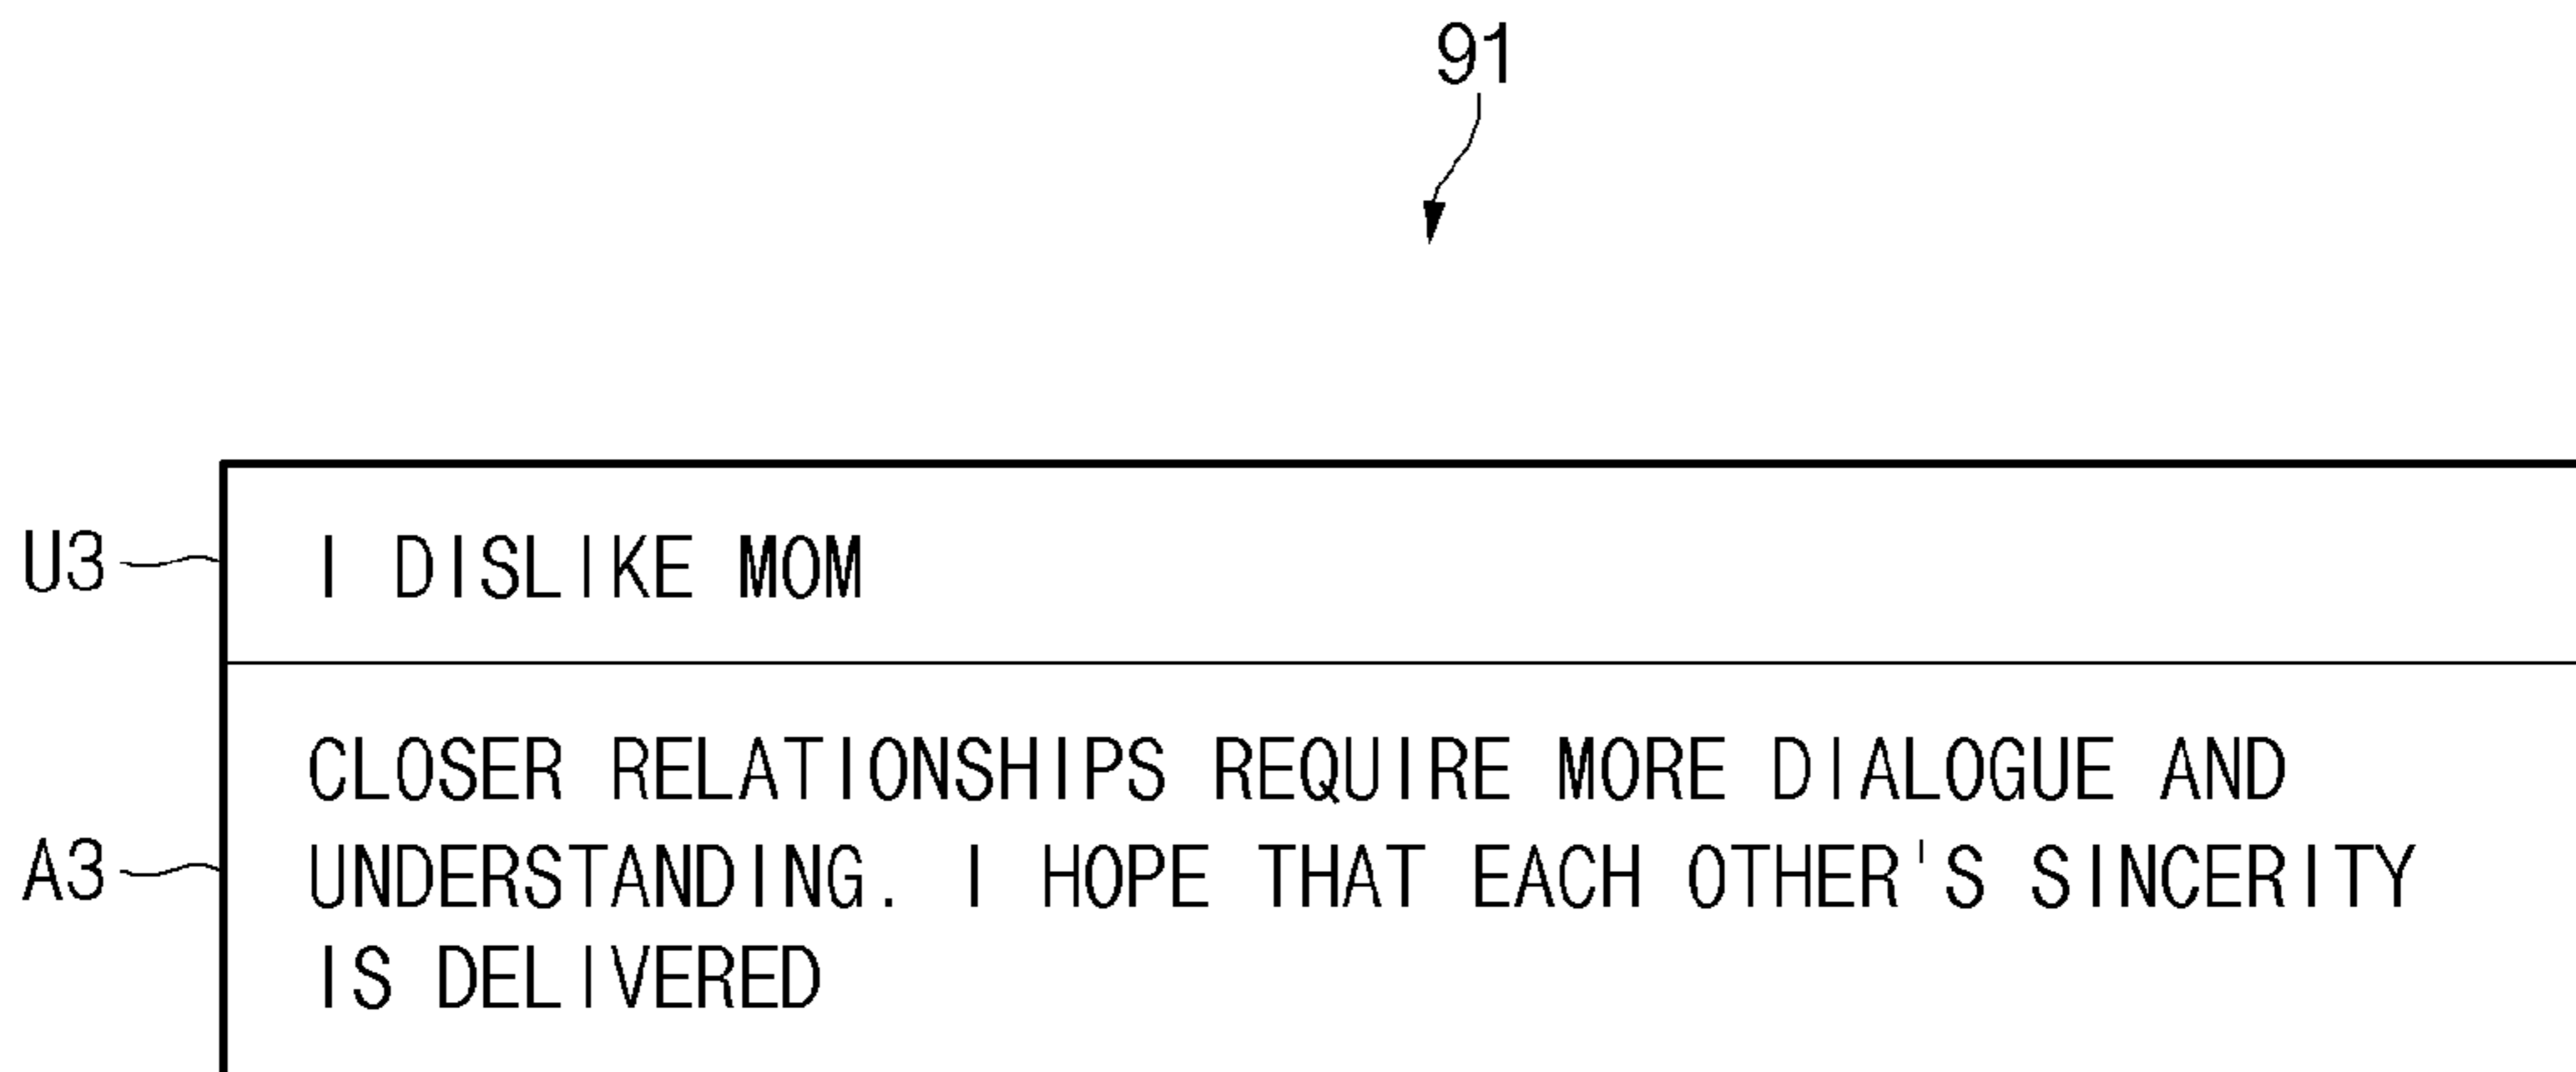 91
U3 I DISLIKE MOM
CLOSER RELATIONSHIPS REQUIRE MORE DIALOGUE AND
A3 UNDERSTANDING. I HOPE THAT EACH OTHER'S SINCERITY
IS DELIVERED